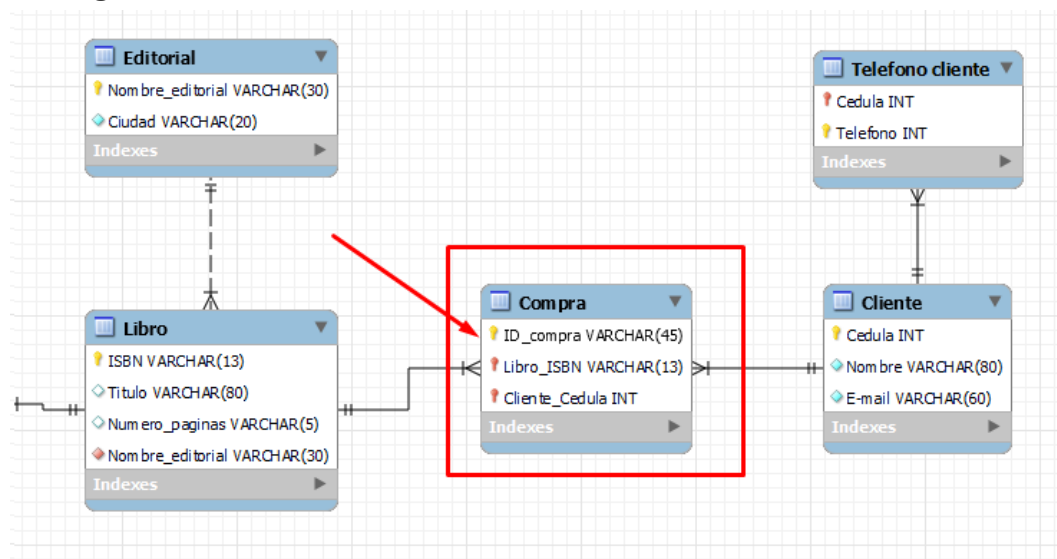 Editorial
Nombre_editorial VARCHAR(30)
Ciudad VARCHAR(20)
Indexes
Telefono cliente
Cedula INT
Telefono INT
Indexes
Libro
ISBN VARCHAR(13)
Titulo VARCHAR(80)
Numero_paginas VARCHAR(5)
Nombre_editorial VARCHAR(30)
Indexes
Compra
ID_compra VARCHAR(45)
Libro_ISBN VARCHAR(13)
Cliente_Cedula INT
Indexes
Cliente
Cedula INT
Nombre VARCHAR(80)
E-mail VARCHAR(60)
Indexes